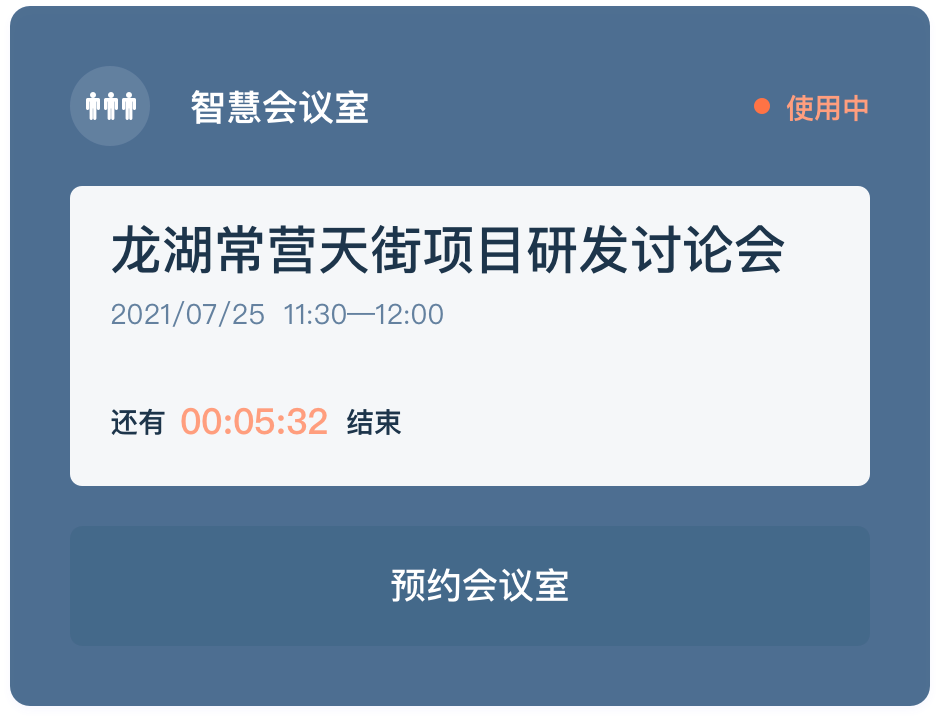 智慧会议室
使用中
龙湖常营天街项目研发讨论会
2021/07/25 11:30—12:00
还有 00:05:32 结束
预约会议室